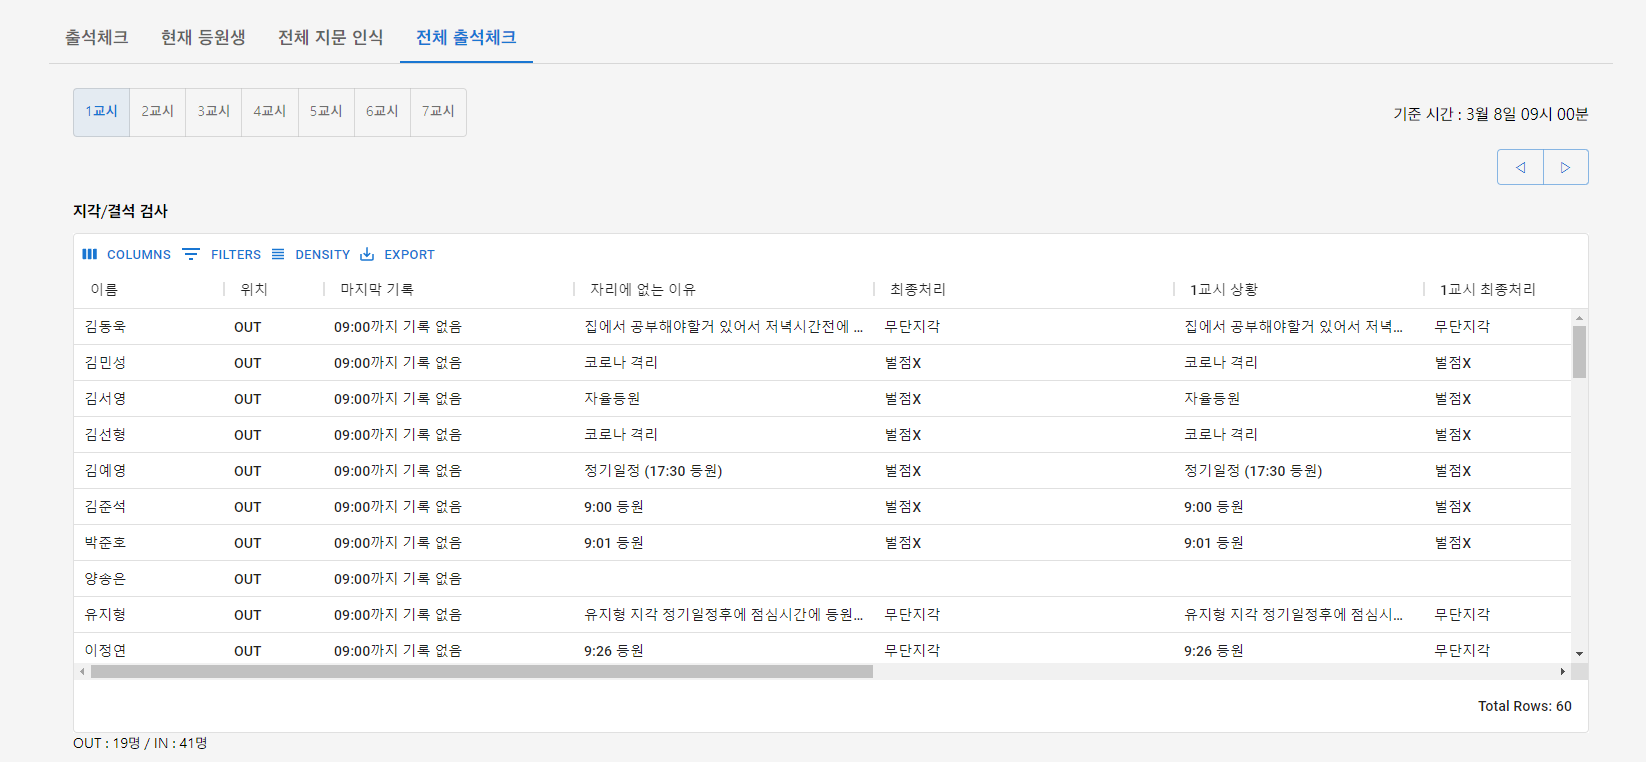 출석체크 현재 등원생 전체 지문 인식 전체 출석체크
1교시 2교시 3교시 4교시 5교시 6교시 7교시
기준 시간 : 3월 8일 09시 00분
지각/결석 검사
COLUMNS FILTERS DENSITY EXPORT
이름 위치 마지막 기록 자리에 없는 이유 최종처리 1교시 상황 1교시 최종처리
김동욱 OUT 09:00까지 기록 없음 집에서 공부해야할거 있어서 저녁시간전에 ... 무단지각 집에서 공부해야할거 있어서 저녁... 무단지각
김민성 OUT 09:00까지 기록 없음 코로나 격리 벌점X 코로나 격리 벌점X
김서영 OUT 09:00까지 기록 없음 자율등원 벌점X 자율등원 벌점X
김선형 OUT 09:00까지 기록 없음 코로나 격리 벌점X 코로나 격리 벌점X
김예영 OUT 09:00까지 기록 없음 정기일정 (17:30 등원) 벌점X 정기일정 (17:30 등원) 벌점X
김준석 OUT 09:00까지 기록 없음 9:00 등원 벌점X 9:00 등원 벌점X
박준호 OUT 09:00까지 기록 없음 9:01 등원 벌점X 9:01 등원 벌점X
양송은 OUT 09:00까지 기록 없음
유지형 OUT 09:00까지 기록 없음 유지형 지각 정기일정후에 점심시간에 등원... 무단지각 유지형 지각 정기일정후에 점심시... 무단지각
이정연 OUT 09:00까지 기록 없음 9:26 등원 무단지각 9:26 등원 무단지각
Total Rows: 60
OUT : 19명 / IN : 41명